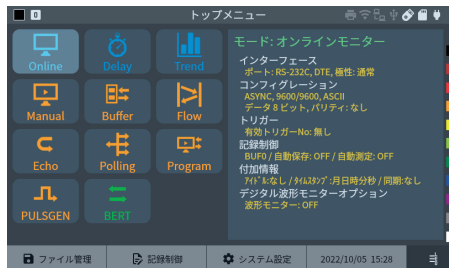 0 トップメニュー
Online Delay Trend
Manual Buffer Flow
Echo Polling Program
PULSGEN BERT
モード: オンラインモニター
インターフェース
ポート: RS-232C, DTE, 極性: 通常
コンフィグレーション
ASYNC, 9600/9600, ASCII
データ 8 ビット, パリティ: なし
トリガー
有効トリガーNo: 無し
記録制御
BUF0 / 自動保存: OFF / 自動測定: OFF
付加情報
ｱｲﾄﾞﾙ:なし / ﾀｲﾑｽﾀﾝﾌﾟ:月日時分秒 / 同期:なし
デジタル波形モニターオプション
波形モニター: OFF
ファイル管理 記録制御 システム設定 2022/10/05 15:28